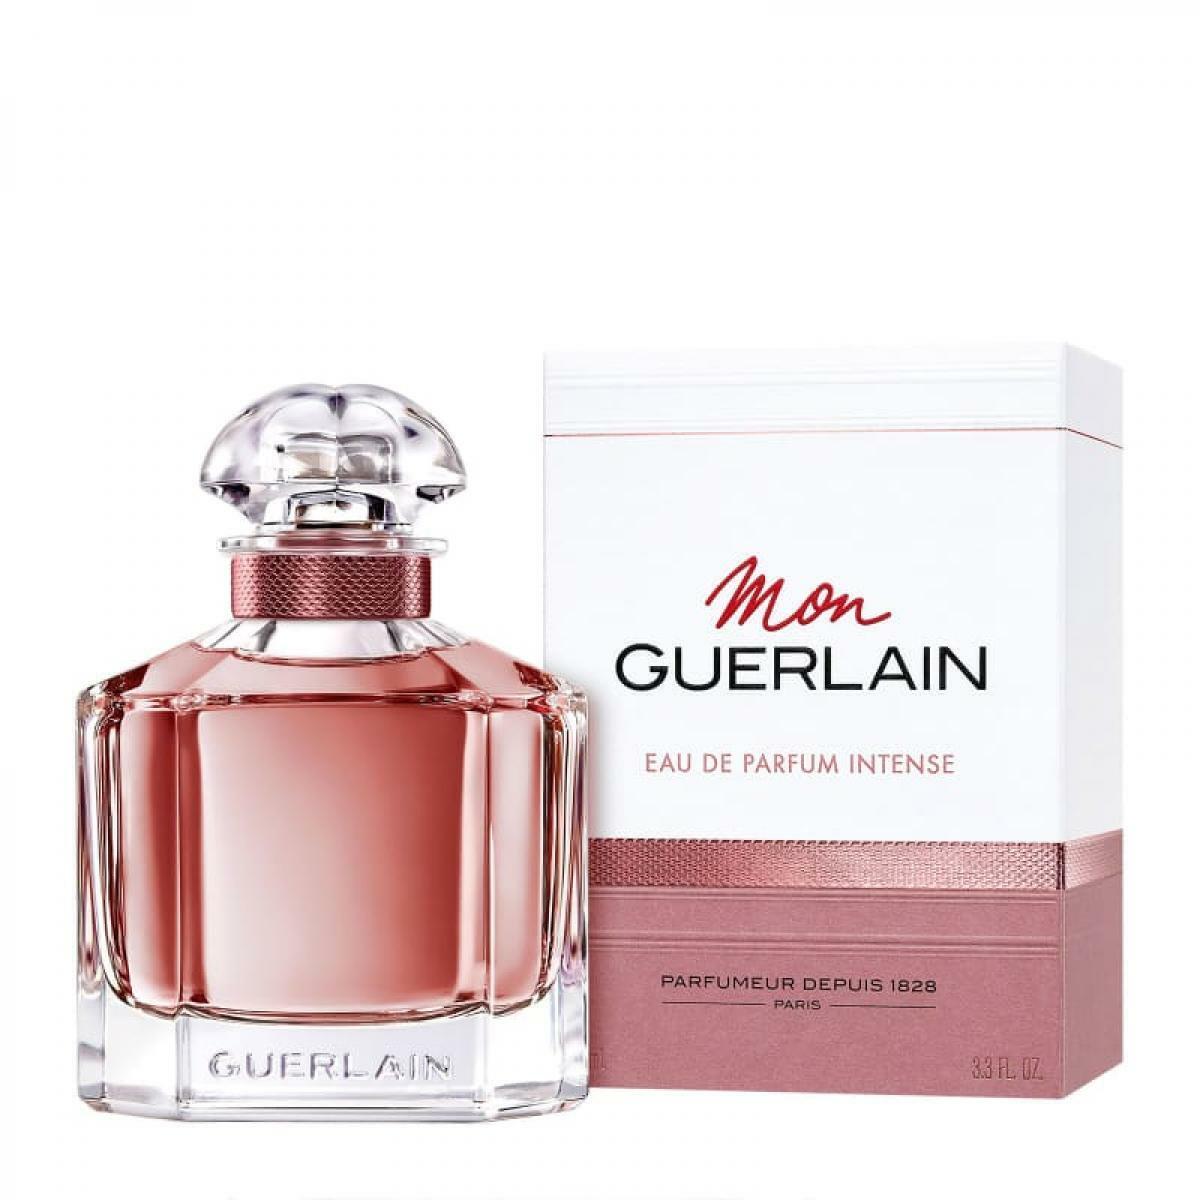 Mon
GUERLAIN
EAU DE PARFUM INTENSE
PARFUMEUR DEPUIS 1828
PARIS
3.3 FL. OZ.
GUERLAIN